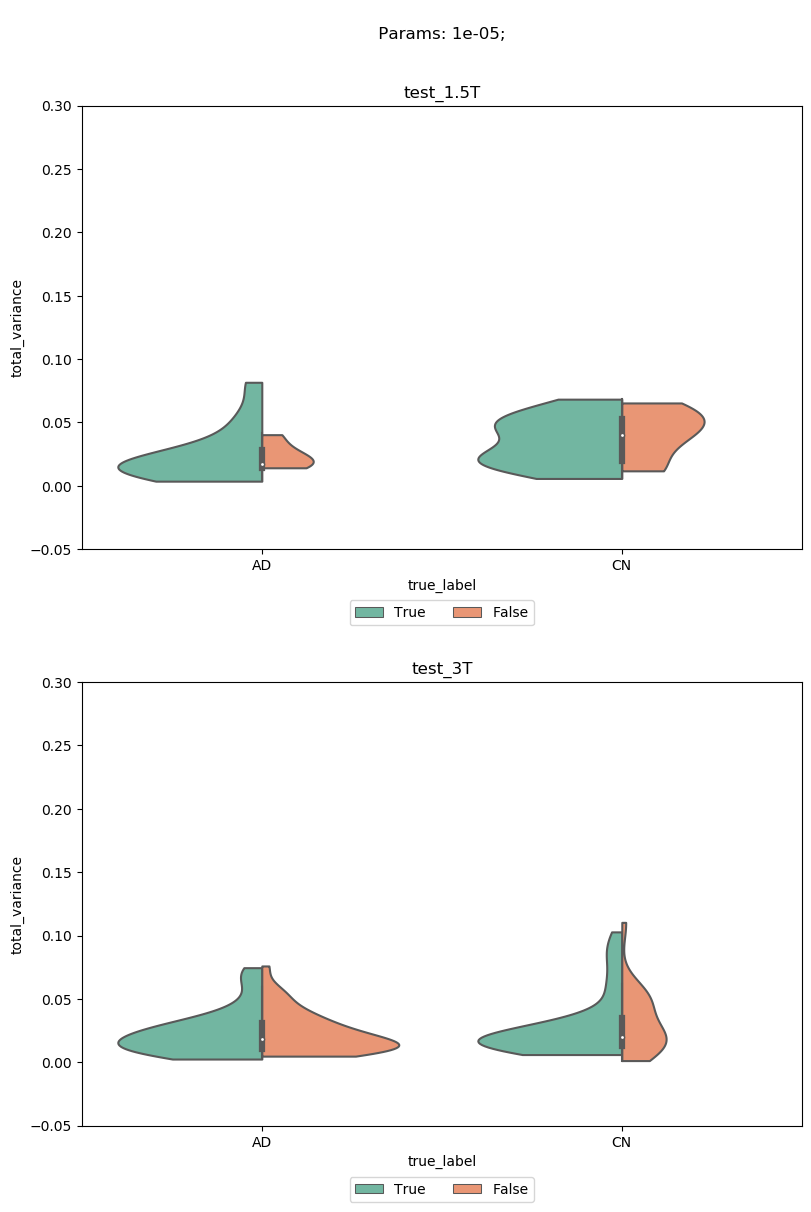 Params: 1e-05;
test_1.5T
0.30
0.25
0.20
0.15
0.10
0.05
0.00
−0.05
total_variance
AD CN
true_label
True False
test_3T
0.30
0.25
0.20
0.15
0.10
0.05
0.00
−0.05
total_variance
AD CN
true_label
True False